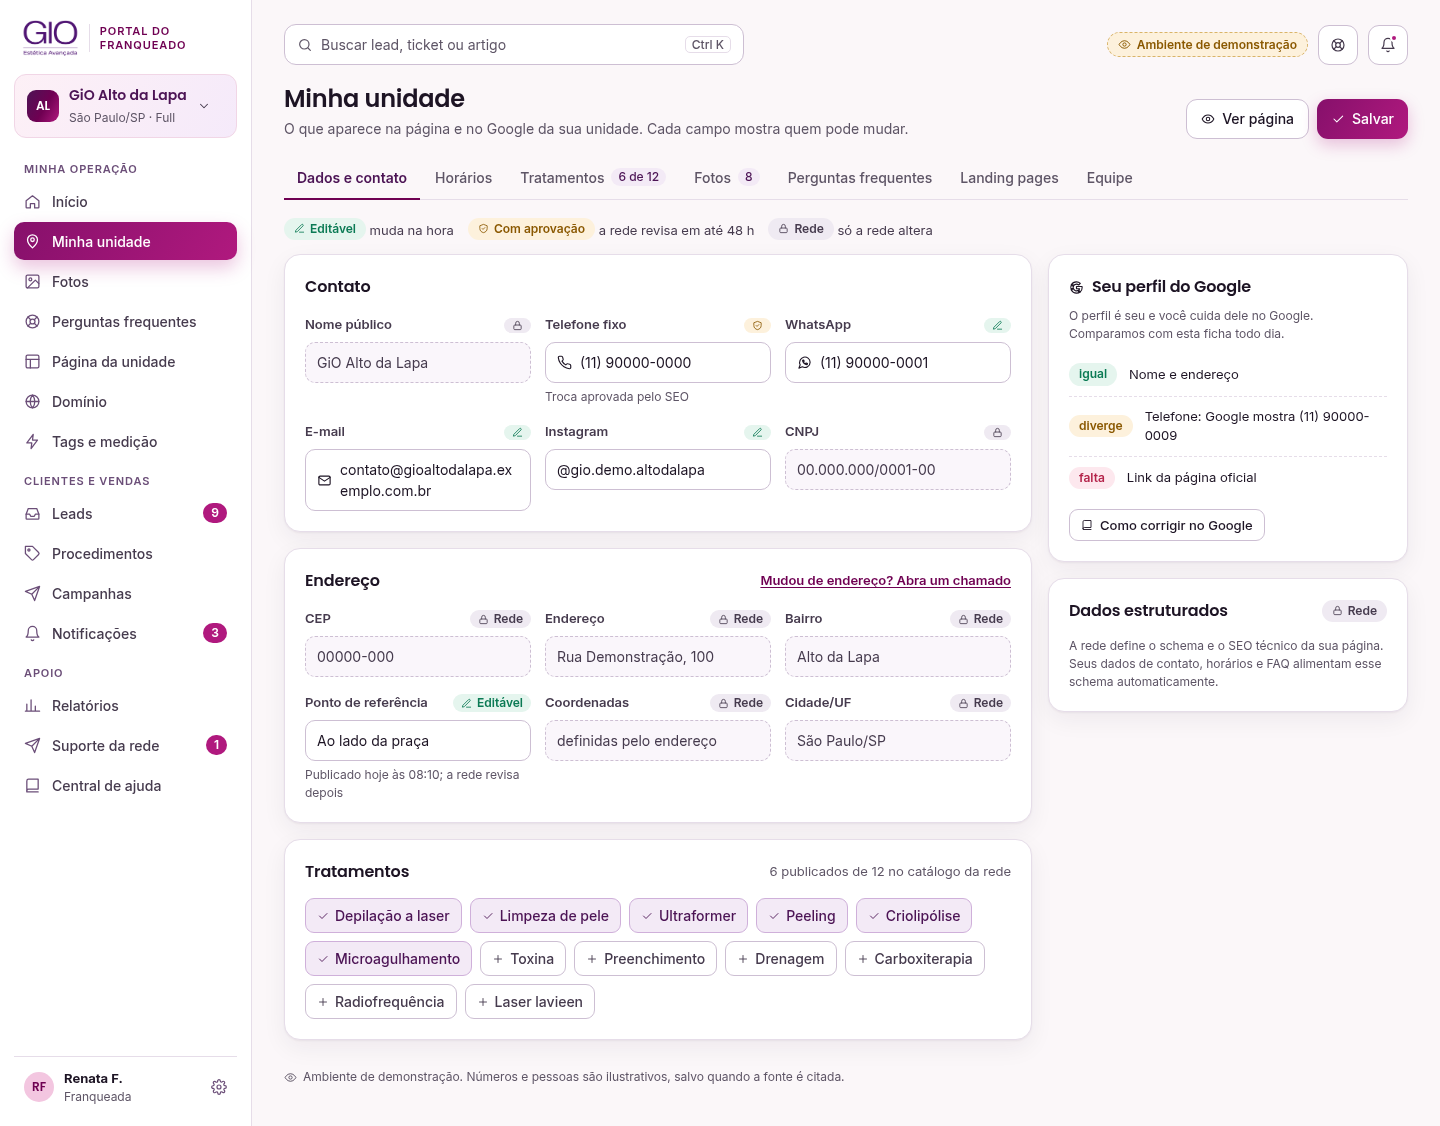 GIO
Estética Avançada
PORTAL DO
FRANQUEADO
AL
GiO Alto da Lapa
São Paulo/SP · Full
MINHA OPERAÇÃO
Início
Minha unidade
Fotos
Perguntas frequentes
Página da unidade
Domínio
Tags e medição
CLIENTES E VENDAS
Leads 9
Procedimentos
Campanhas
Notificações 3
APOIO
Relatórios
Suporte da rede 1
Central de ajuda
RF
Renata F.
Franqueada
Buscar lead, ticket ou artigo Ctrl K
Ambiente de demonstração
Minha unidade
O que aparece na página e no Google da sua unidade. Cada campo mostra quem pode mudar.
Ver página
Salvar
Dados e contato Horários Tratamentos 6 de 12 Fotos 8 Perguntas frequentes Landing pages Equipe
Editável muda na hora Com aprovação a rede revisa em até 48 h Rede só a rede altera
Contato
Nome público
GiO Alto da Lapa
Telefone fixo
(11) 90000-0000
Troca aprovada pelo SEO
WhatsApp
(11) 90000-0001
E-mail
contato@gioaltodalapa.ex
emplo.com.br
Instagram
@gio.demo.altodalapa
CNPJ
00.000.000/0001-00
Endereço
Mudou de endereço? Abra um chamado
CEP Rede
00000-000
Endereço Rede
Rua Demonstração, 100
Bairro Rede
Alto da Lapa
Ponto de referência Editável
Ao lado da praça
Publicado hoje às 08:10; a rede revisa
depois
Coordenadas Rede
definidas pelo endereço
Cidade/UF Rede
São Paulo/SP
Tratamentos
6 publicados de 12 no catálogo da rede
Depilação a laser Limpeza de pele Ultraformer Peeling Criolipólise
Microagulhamento Toxina Preenchimento Drenagem Carboxiterapia
Radiofrequência Laser lavieen
Seu perfil do Google
O perfil é seu e você cuida dele no Google.
Comparamos com esta ficha todo dia.
igual Nome e endereço
diverge Telefone: Google mostra (11) 90000-
0009
falta Link da página oficial
Como corrigir no Google
Dados estruturados Rede
A rede define o schema e o SEO técnico da sua página.
Seus dados de contato, horários e FAQ alimentam esse
schema automaticamente.
Ambiente de demonstração. Números e pessoas são ilustrativos, salvo quando a fonte é citada.